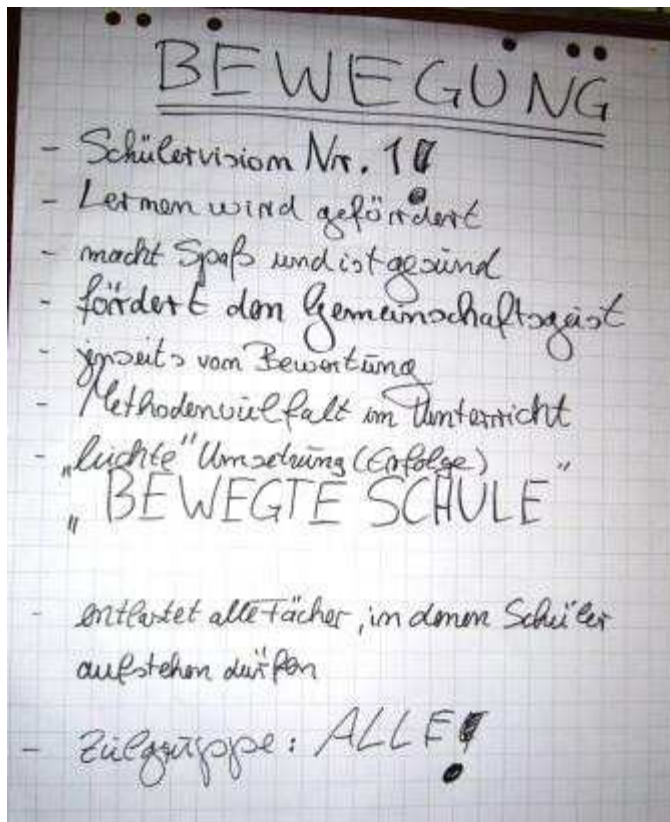 BEWEGUNG
- Schülervision Nr. 1!
- Lernen wird gefördert
- macht Spaß und ist gesund
- fördert den Gemeinschaftsgeist
- jenseits von Bewertung
- Methodenvielfalt im Unterricht
- „leichte" Umsetzung (Erfolge)
„BEWEGTE SCHULE"
- entlastet alle Fächer, in denen Schüler
aufstehen dürfen
- Zielgruppe: ALLE!